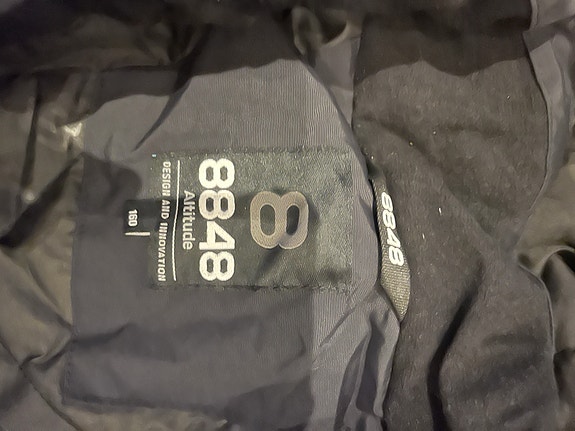 8
8848
Altitude
DESIGN AND INNOVATION
160
8848